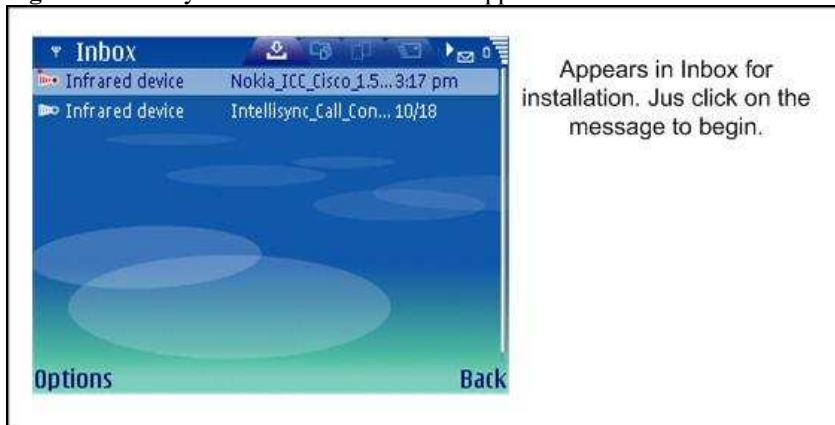 Inbox
Infrared device Nokia_ICC_Cisco_1.5... 3:17 pm
Infrared device Intellisync_Call_Con... 10/18
Options Back
Appears in Inbox for
installation. Jus click on the
message to begin.